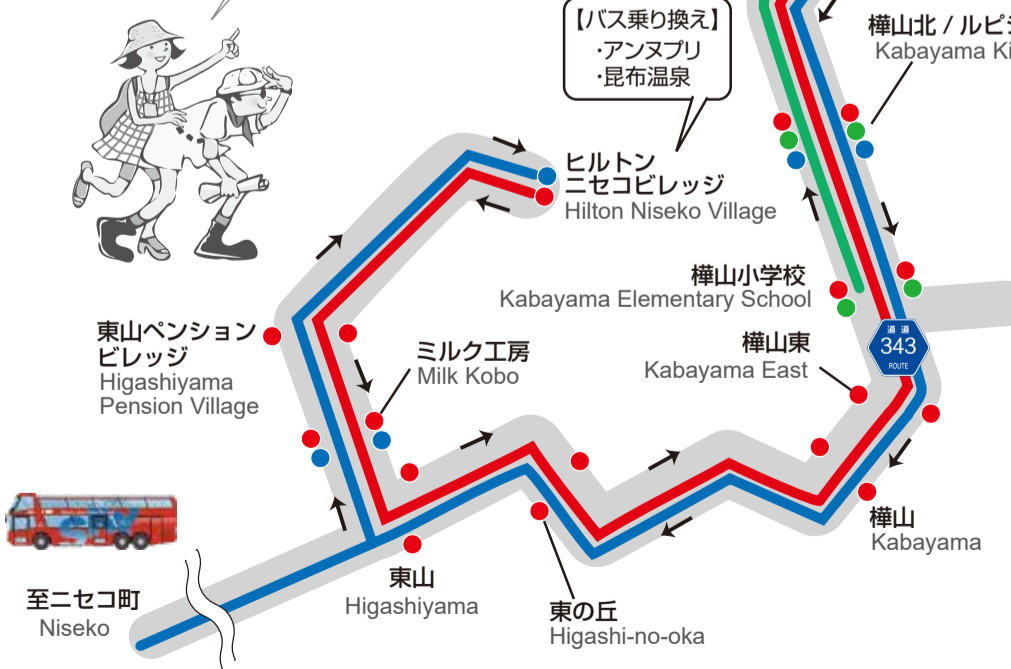 【バス乗り換え】
・アンヌプリ
・昆布温泉
樺山北 / ルピシ
Kabayama Ki
ヒルトン
ニセコビレッジ
Hilton Niseko Village
樺山小学校
Kabayama Elementary School
道道
343
ROUTE
樺山東
Kabayama East
東山ペンション
ビレッジ
Higashiyama
Pension Village
ミルク工房
Milk Kobo
樺山
Kabayama
東山
Higashiyama
東の丘
Higashi-no-oka
至ニセコ町
Niseko